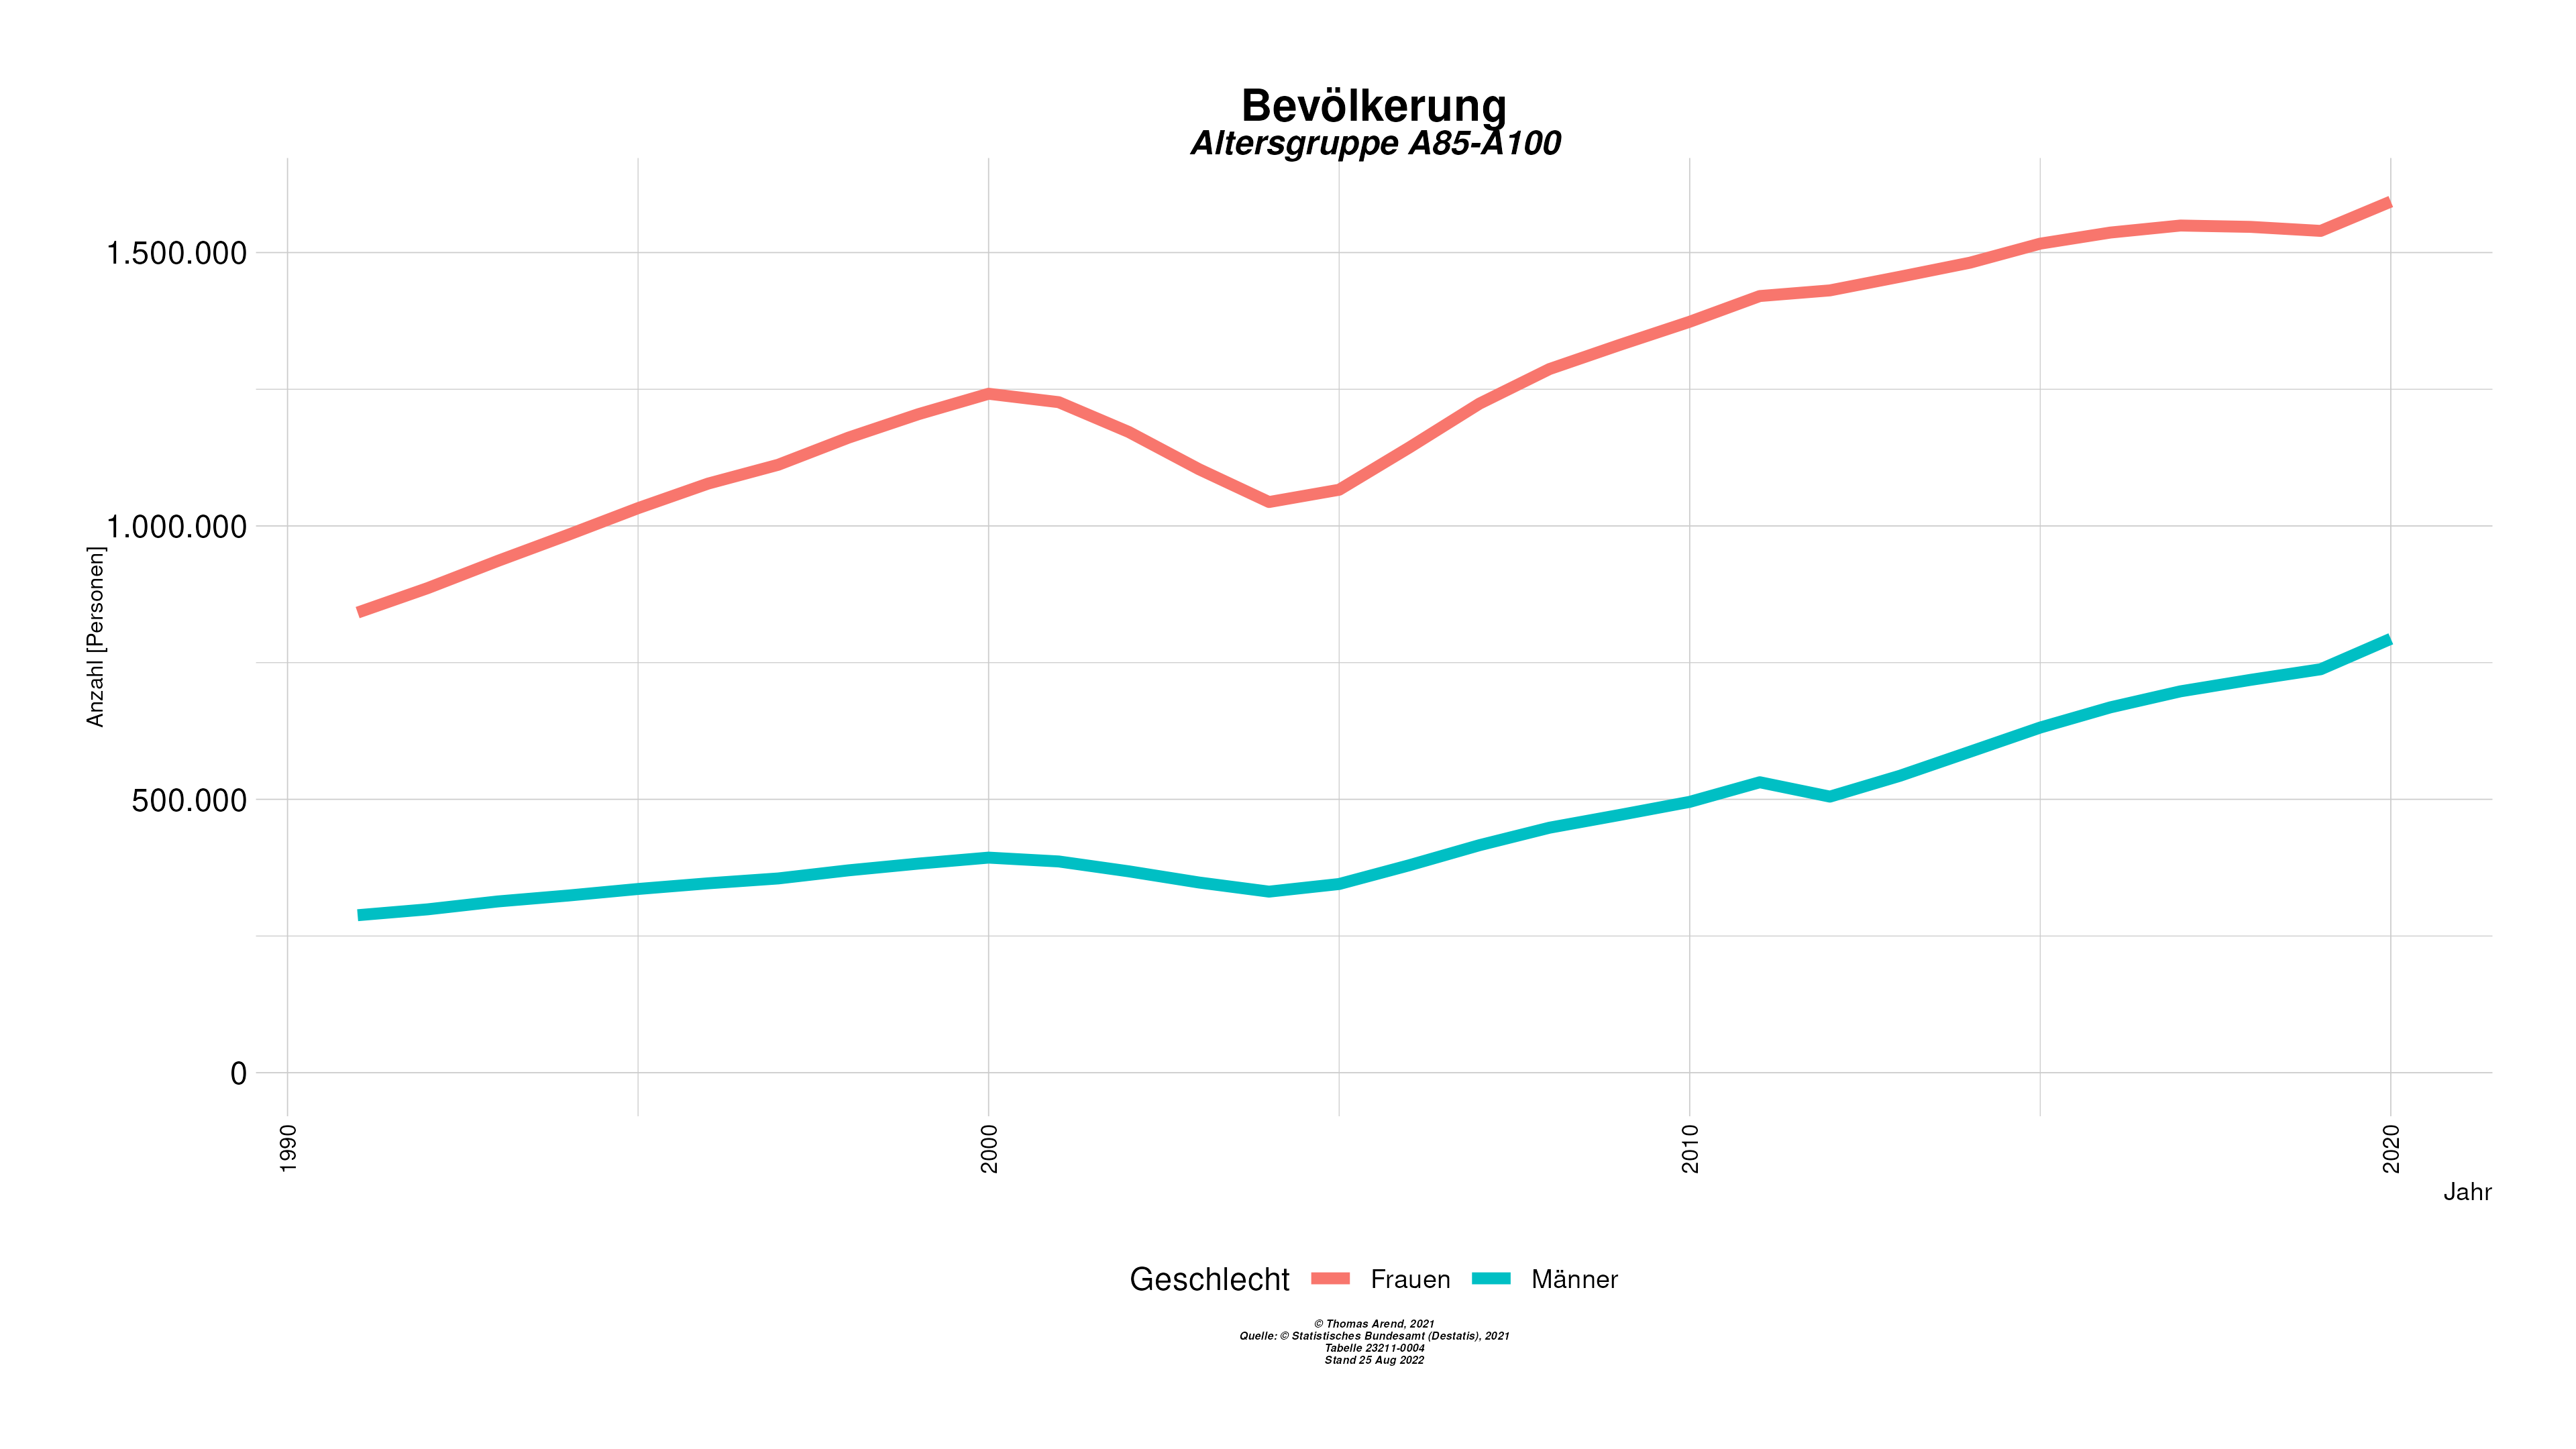 Bevölkerung
Altersgruppe A85-A100
1.500.000
1.000.000
500.000
0
Anzahl [Personen]
1990
2000
2010
2020
Jahr
Geschlecht Frauen Männer
© Thomas Arend, 2021
Quelle: © Statistisches Bundesamt (Destatis), 2021
Tabelle 23211-0004
Stand 25 Aug 2022